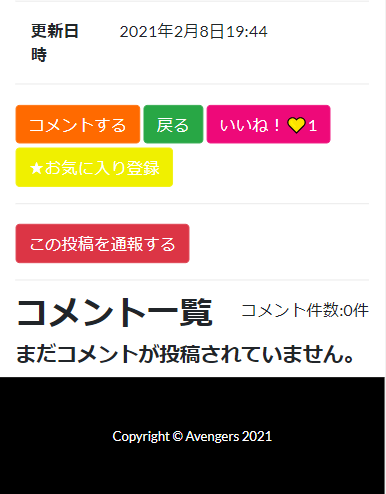 更新日
時
2021年2月8日19:44
コメントする 戻る いいね！💛1
★お気に入り登録
この投稿を通報する
コメント一覧 コメント件数:0件
まだコメントが投稿されていません。
Copyright © Avengers 2021